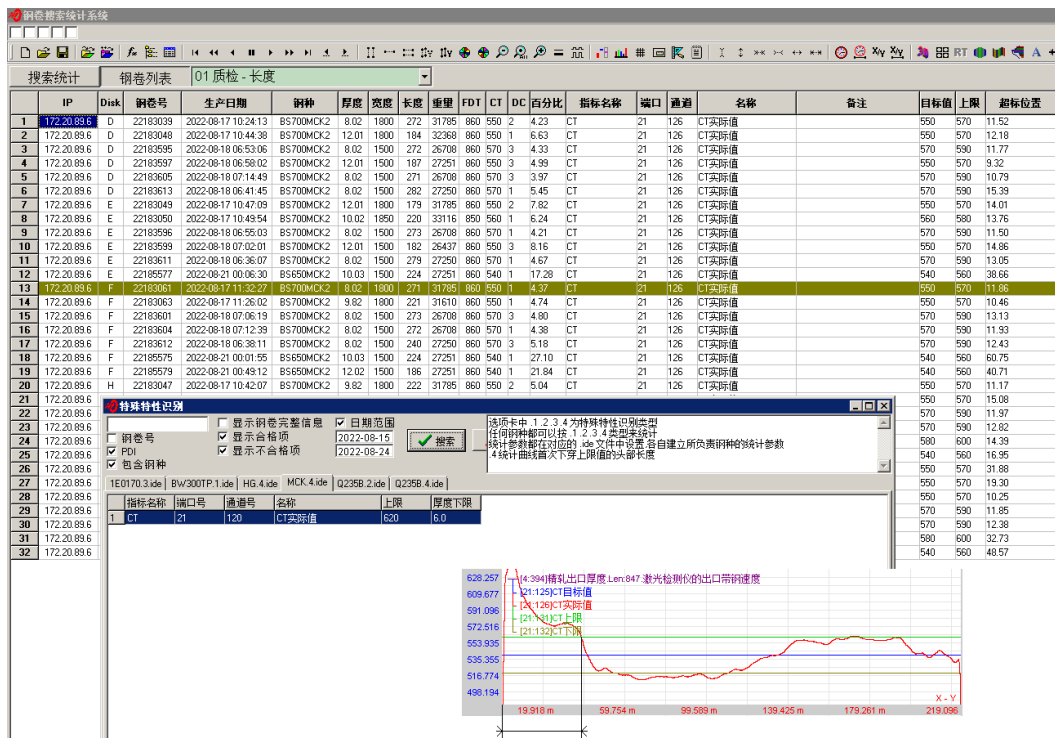 钢卷搜索统计系统
搜索统计 钢卷列表 01 质检 - 长度
IP Disk 钢卷号 生产日期 钢种 厚度 宽度 长度 重里 FDT CT DC 百分比 指标名称 端口 通道 名称 备注 目标值 上限 超标位置
1 172.20.89.6 D 22183039 2022-08-17 10:24:13 BS700MCK2 8.02 1800 272 31785 860 550 2 4.23 CT 21 126 CT实际值 550 570 11.52
2 172.20.89.6 D 22183048 2022-08-17 10:44:38 BS700MCK2 12.01 1800 184 32368 860 550 1 6.63 CT 21 126 CT实际值 550 570 12.18
3 172.20.89.6 D 22183595 2022-08-18 06:53:06 BS700MCK2 8.02 1500 272 26708 860 570 3 4.33 CT 21 126 CT实际值 570 590 11.77
4 172.20.89.6 D 22183597 2022-08-18 06:58:02 BS700MCK2 12.01 1500 187 27251 860 550 3 4.99 CT 21 126 CT实际值 550 570 9.32
5 172.20.89.6 D 22183605 2022-08-18 07:14:49 BS700MCK2 8.02 1500 271 26708 860 570 3 3.97 CT 21 126 CT实际值 570 590 10.79
6 172.20.89.6 D 22183613 2022-08-18 06:41:45 BS700MCK2 8.02 1500 282 27250 860 570 1 5.45 CT 21 126 CT实际值 570 590 15.39
7 172.20.89.6 E 22183049 2022-08-17 10:47:09 BS700MCK2 12.01 1800 179 31785 860 550 2 7.82 CT 21 126 CT实际值 550 570 14.01
8 172.20.89.6 E 22183050 2022-08-17 10:49:54 BS700MCK2 10.02 1850 220 33116 850 560 1 6.24 CT 21 126 CT实际值 560 580 13.76
9 172.20.89.6 E 22183596 2022-08-18 06:55:03 BS700MCK2 8.02 1500 273 26708 860 570 1 4.21 CT 21 126 CT实际值 570 590 11.50
10 172.20.89.6 E 22183599 2022-08-18 07:02:01 BS700MCK2 12.01 1500 182 26437 860 550 3 8.16 CT 21 126 CT实际值 550 570 14.86
11 172.20.89.6 E 22183611 2022-08-18 06:36:07 BS700MCK2 8.02 1500 279 27250 860 570 1 4.67 CT 21 126 CT实际值 570 590 13.05
12 172.20.89.6 E 22185577 2022-08-21 00:06:30 BS650MCK2 10.03 1500 224 27251 860 540 1 17.28 CT 21 126 CT实际值 540 560 38.66
13 172.20.89.6 F 22183061 2022-08-17 11:32:27 BS700MCK2 8.02 1800 271 31785 860 550 1 4.37 CT 21 126 CT实际值 550 570 11.86
14 172.20.89.6 F 22183063 2022-08-17 11:26:02 BS700MCK2 9.82 1800 221 31610 860 550 1 4.74 CT 21 126 CT实际值 550 570 10.46
15 172.20.89.6 F 22183601 2022-08-18 07:06:19 BS700MCK2 8.02 1500 273 26708 860 570 3 4.80 CT 21 126 CT实际值 570 590 13.13
16 172.20.89.6 F 22183604 2022-08-18 07:12:39 BS700MCK2 8.02 1500 272 26708 860 570 1 4.38 CT 21 126 CT实际值 570 590 11.93
17 172.20.89.6 F 22183612 2022-08-18 06:38:11 BS700MCK2 8.02 1500 240 27250 860 570 3 5.18 CT 21 126 CT实际值 570 590 12.43
18 172.20.89.6 F 22185575 2022-08-21 00:01:55 BS650MCK2 10.03 1500 224 27251 860 540 1 27.10 CT 21 126 CT实际值 540 560 60.75
19 172.20.89.6 F 22185579 2022-08-21 00:49:12 BS650MCK2 12.02 1500 186 27251 860 540 1 21.84 CT 21 126 CT实际值 540 560 40.71
20 172.20.89.6 H 22183047 2022-08-17 10:42:07 BS700MCK2 9.82 1800 222 31785 860 550 2 5.04 CT 21 126 CT实际值 550 570 11.17
21 172.20.89.6 550 570 15.08
22 172.20.89.6 570 590 11.97
23 172.20.89.6 570 590 12.82
24 172.20.89.6 580 600 14.39
25 172.20.89.6 540 560 16.95
26 172.20.89.6 550 570 31.88
27 172.20.89.6 550 570 19.30
28 172.20.89.6 550 570 10.25
29 172.20.89.6 570 590 11.85
30 172.20.89.6 570 590 12.38
31 172.20.89.6 580 600 32.73
32 172.20.89.6 540 560 48.57
特殊特性识别
钢卷号
PDI
包含钢种
显示钢卷完整信息
显示合格项
显示不合格项
日期范围
2022-08-15
2022-08-24
搜索
选项卡中 .1 .2 .3 .4 为特殊特性识别类型
任何钢种都可以按 .1 .2 .3 .4 类型来统计
统计参数都在对应的 .ide 文件中设置,各自建立所负责钢种的统计参数
.4 统计曲线首次下穿上限值的头部长度
1E0170.3.ide BW300TP.1.ide HG.4.ide MCK.4.ide Q235B.2.ide Q235B.4.ide
指标名称 端口号 通道号 名称 上限 厚度下限
1 CT 21 120 CT实际值 620 6.0
[4:394]精轧出口厚度.Len:847.激光检测仪的出口带钢速度
[21:125]CT目标值
[21:126]CT实际值
[21:131]CT上限
[21:132]CT下限
628.257
609.677
591.096
572.516
553.935
535.355
516.774
498.194
X - Y
19.918 m 59.754 m 99.589 m 139.425 m 179.261 m 219.096